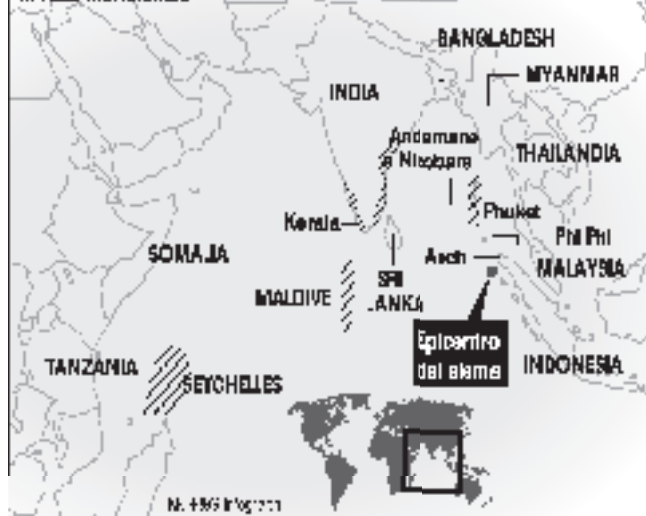 BANGLADESH
MYANMAR
INDIA
Andamane
e Nicobare
THAILANDIA
Kerala
Phuket
Phi Phi
SOMALIA
Aceh
MALAYSIA
SRI
LANKA
MALDIVE
Epicentro
del sisma
INDONESIA
TANZANIA
SEYCHELLES